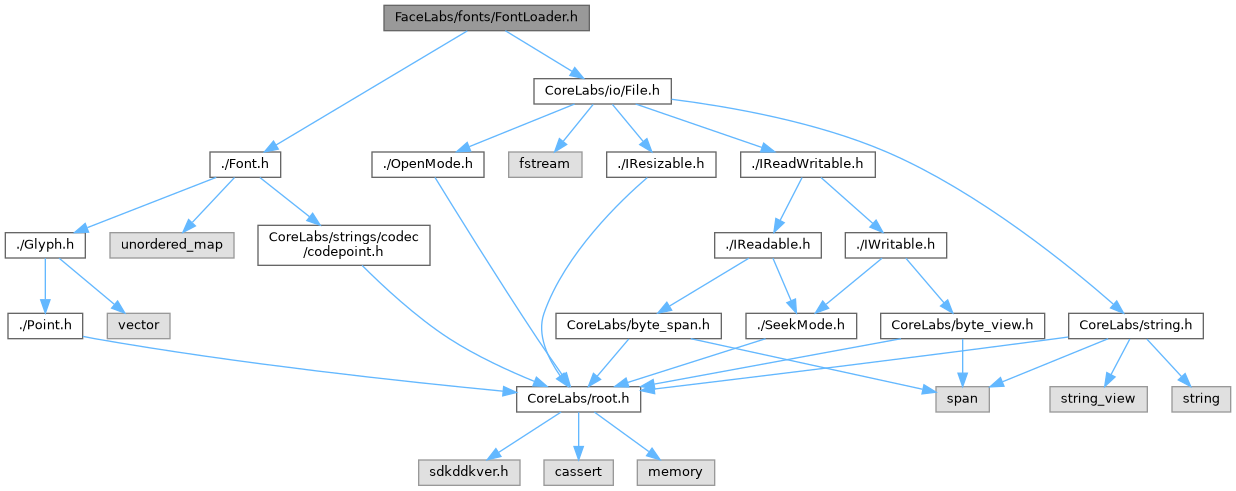 FaceLabs/fonts/FontLoader.h
CoreLabs/io/File.h
./Font.h
./OpenMode.h
fstream
./IResizable.h
./IReadWritable.h
./Glyph.h
unordered_map
CoreLabs/strings/codec
/codepoint.h
./IReadable.h
./IWritable.h
./Point.h
vector
CoreLabs/byte_span.h
./SeekMode.h
CoreLabs/byte_view.h
CoreLabs/string.h
CoreLabs/root.h
span
string_view
string
sdkddkver.h
cassert
memory